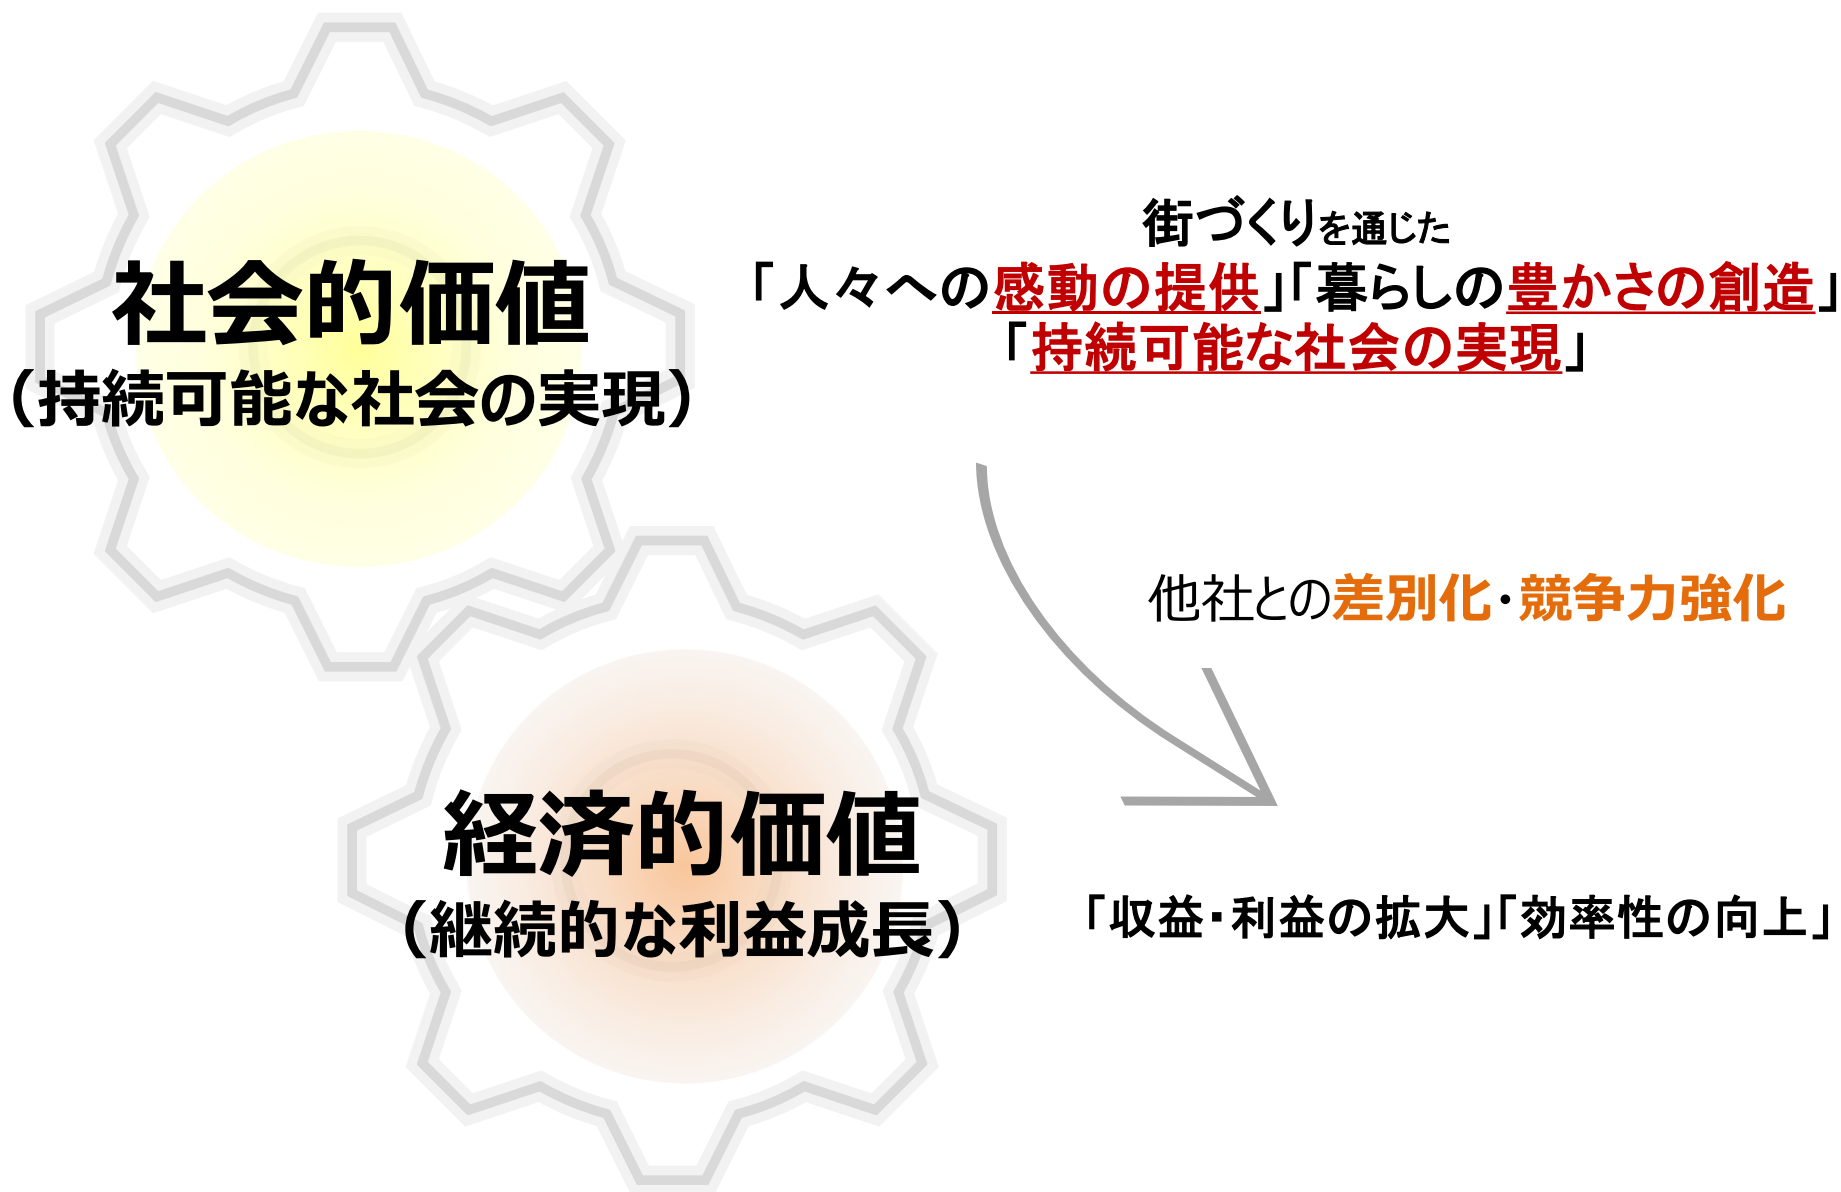 社会的価値
（持続可能な社会の実現）
街づくりを通じた
「人々への感動の提供」「暮らしの豊かさの創造」
「持続可能な社会の実現」
他社との差別化・競争力強化
経済的価値
（継続的な利益成長）
「収益・利益の拡大」「効率性の向上」